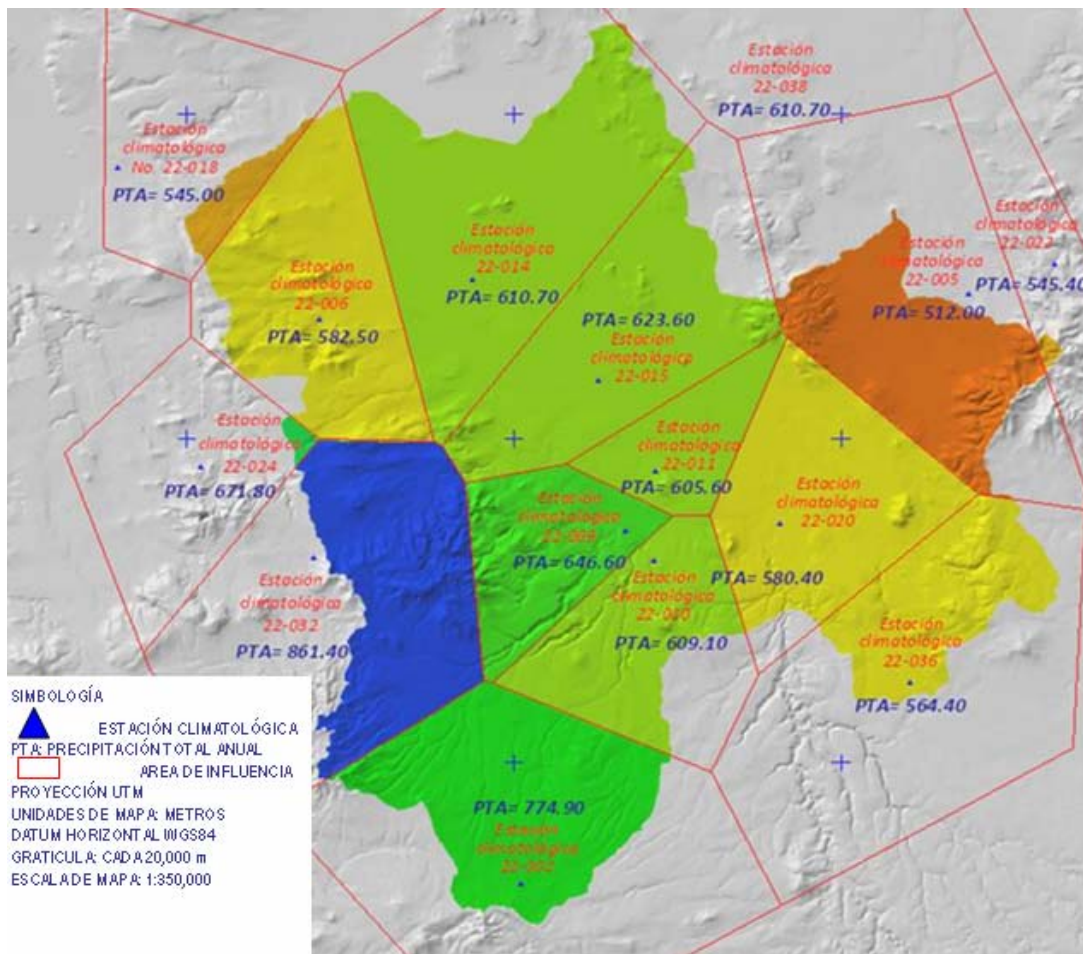 Estación
climatológica
22-038
PTA= 610.70
Estación
climatológica
No. 22-018
PTA= 545.00
Estación
climatológica
22-014
PTA= 610.70
Estación
climatológica
22-022
PTA= 545.40
Estación
climatológica
22-005
PTA= 512.00
Estación
climatológica
22-006
PTA= 582.50
PTA= 623.60
Estación
climatológica
22-015
Estación
climatológica
22-024
PTA= 671.80
Estación
climatológica
22-011
PTA= 605.60
Estación
climatológica
22-020
PTA= 580.40
Estación
climatológica
PTA= 646.60
Estación
climatológica
PTA= 609.10
Estación
climatológica
22-032
PTA= 861.40
Estación
climatológica
22-036
PTA= 564.40
PTA= 774.90
Estación
climatológica
SIMBOLOGÍA
ESTACIÓN CLIMATOLÓGICA
PTA: PRECIPITACIÓN TOTAL ANUAL
AREA DE INFLUENCIA
PROYECCIÓN UTM
UNIDADES DE MAPA: METROS
DATUM HORIZONTAL WGS84
GRATICULA: CADA 20,000 m
ESCALA DE MAPA: 1:350,000